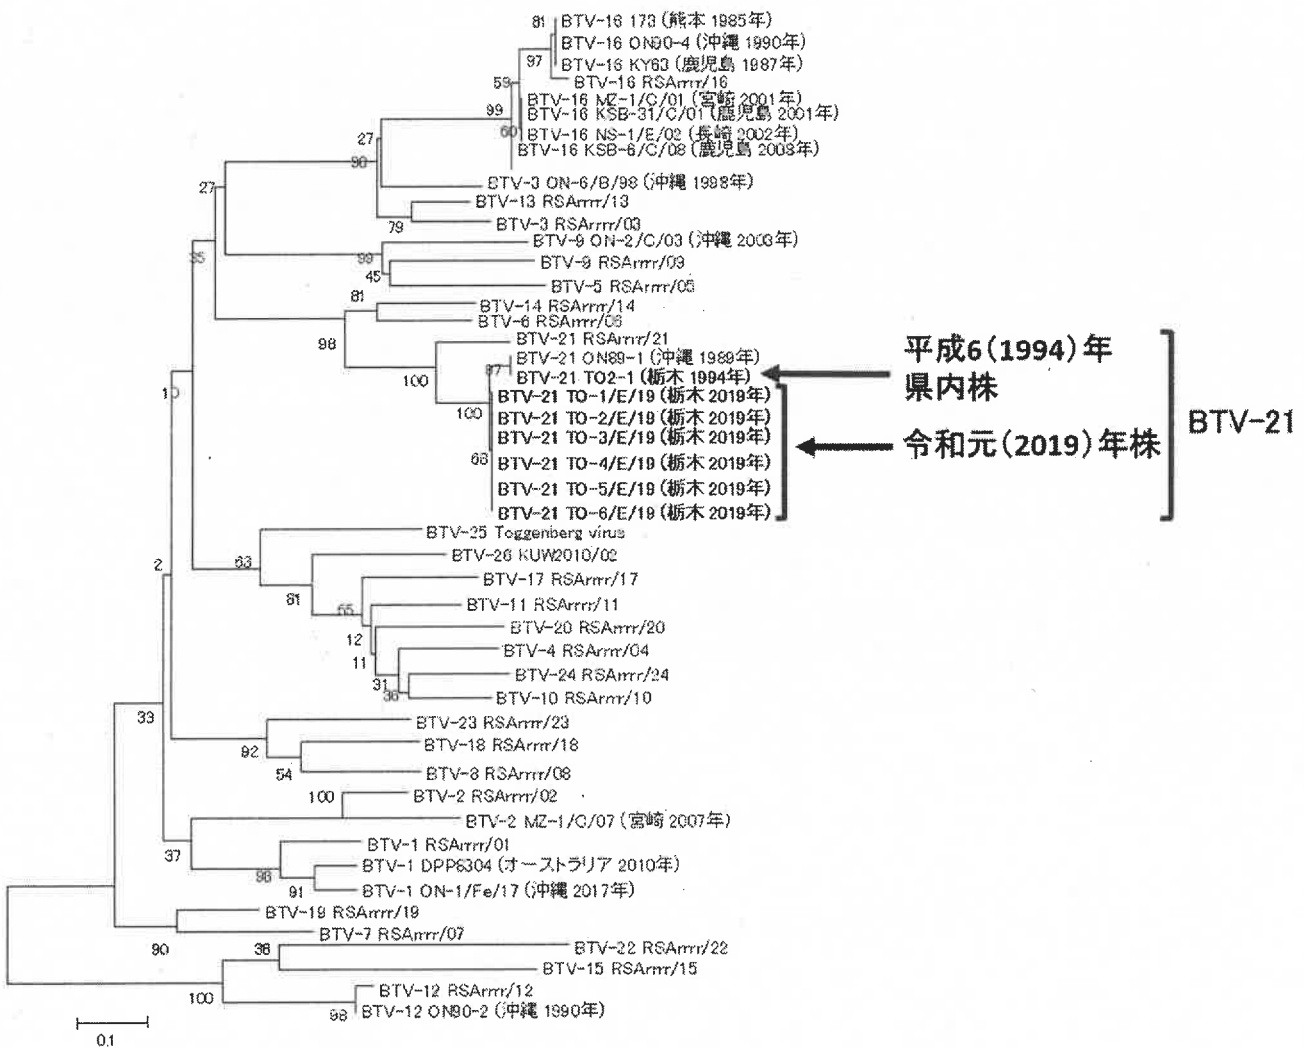 81
BTV-16 173 (熊本 1985年)
BTV-16 ON90-4 (沖縄 1990年)
97
BTV-16 KY63 (鹿児島 1987年)
BTV-16 RSArrrr/16
59
BTV-16 MZ-1/C/01 (宮崎 2001年)
99
BTV-16 KSB-31/C/01 (鹿児島 2001年)
60
BTV-16 NS-1/E/02 (長崎 2002年)
BTV-16 KSB-6/C/08 (鹿児島 2008年)
27
BTV-3 ON-6/B/98 (沖縄 1998年)
27
BTV-13 RSArrrr/13
79
BTV-3 RSArrrr/03
BTV-9 ON-2/C/03 (沖縄 2003年)
99
BTV-9 RSArrrr/09
45
BTV-5 RSArrrr/05
81
BTV-14 RSArrrr/14
BTV-6 RSArrrr/06
98
BTV-21 RSArrrr/21
BTV-21 ON89-1 (沖縄 1989年)
BTV-21 TO2-1 (栃木 1994年)
100
BTV-21 TO-1/E/19 (栃木 2019年)
100
BTV-21 TO-2/E/19 (栃木 2019年)
BTV-21 TO-3/E/19 (栃木 2019年)
68
BTV-21 TO-4/E/19 (栃木 2019年)
BTV-21 TO-5/E/19 (栃木 2019年)
BTV-21 TO-6/E/19 (栃木 2019年)
平成6(1994)年
県内株
令和元(2019)年株
BTV-21
BTV-25 Toggenberg virus
2
63
BTV-26 KUW2010/02
BTV-17 RSArrrr/17
81
BTV-11 RSArrrr/11
12
BTV-20 RSArrrr/20
11
BTV-4 RSArrrr/04
31
BTV-24 RSArrrr/24
36
BTV-10 RSArrrr/10
33
BTV-23 RSArrrr/23
92
BTV-18 RSArrrr/18
54
BTV-8 RSArrrr/08
100
BTV-2 RSArrrr/02
BTV-2 MZ-1/C/07 (宮崎 2007年)
37
BTV-1 RSArrrr/01
98
BTV-1 DPP6304 (オーストラリア 2010年)
91
BTV-1 ON-1/Fe/17 (沖縄 2017年)
BTV-19 RSArrrr/19
90
BTV-7 RSArrrr/07
36
BTV-22 RSArrrr/22
BTV-15 RSArrrr/15
100
BTV-12 RSArrrr/12
98
BTV-12 ON90-2 (沖縄 1990年)
0.1